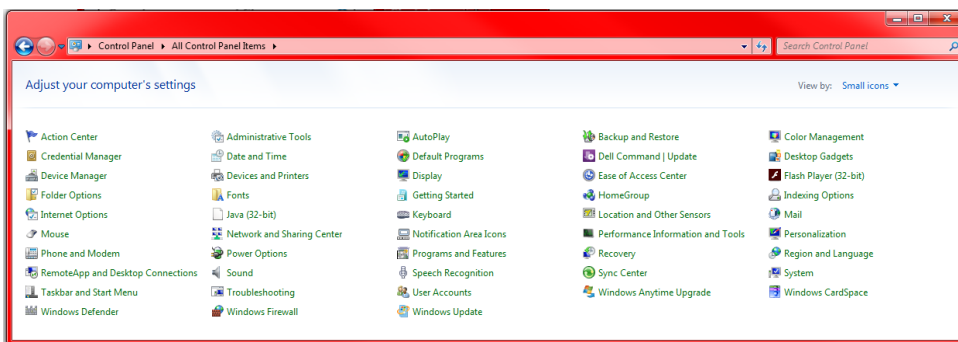 Control Panel All Control Panel Items Search Control Panel
Adjust your computer's settings View by: Small icons
Action Center Administrative Tools AutoPlay Backup and Restore Color Management
Credential Manager Date and Time Default Programs Dell Command | Update Desktop Gadgets
Device Manager Devices and Printers Display Ease of Access Center Flash Player (32-bit)
Folder Options Fonts Getting Started HomeGroup Indexing Options
Internet Options Java (32-bit) Keyboard Location and Other Sensors Mail
Mouse Network and Sharing Center Notification Area Icons Performance Information and Tools Personalization
Phone and Modem Power Options Programs and Features Recovery Region and Language
RemoteApp and Desktop Connections Sound Speech Recognition Sync Center System
Taskbar and Start Menu Troubleshooting User Accounts Windows Anytime Upgrade Windows CardSpace
Windows Defender Windows Firewall Windows Update